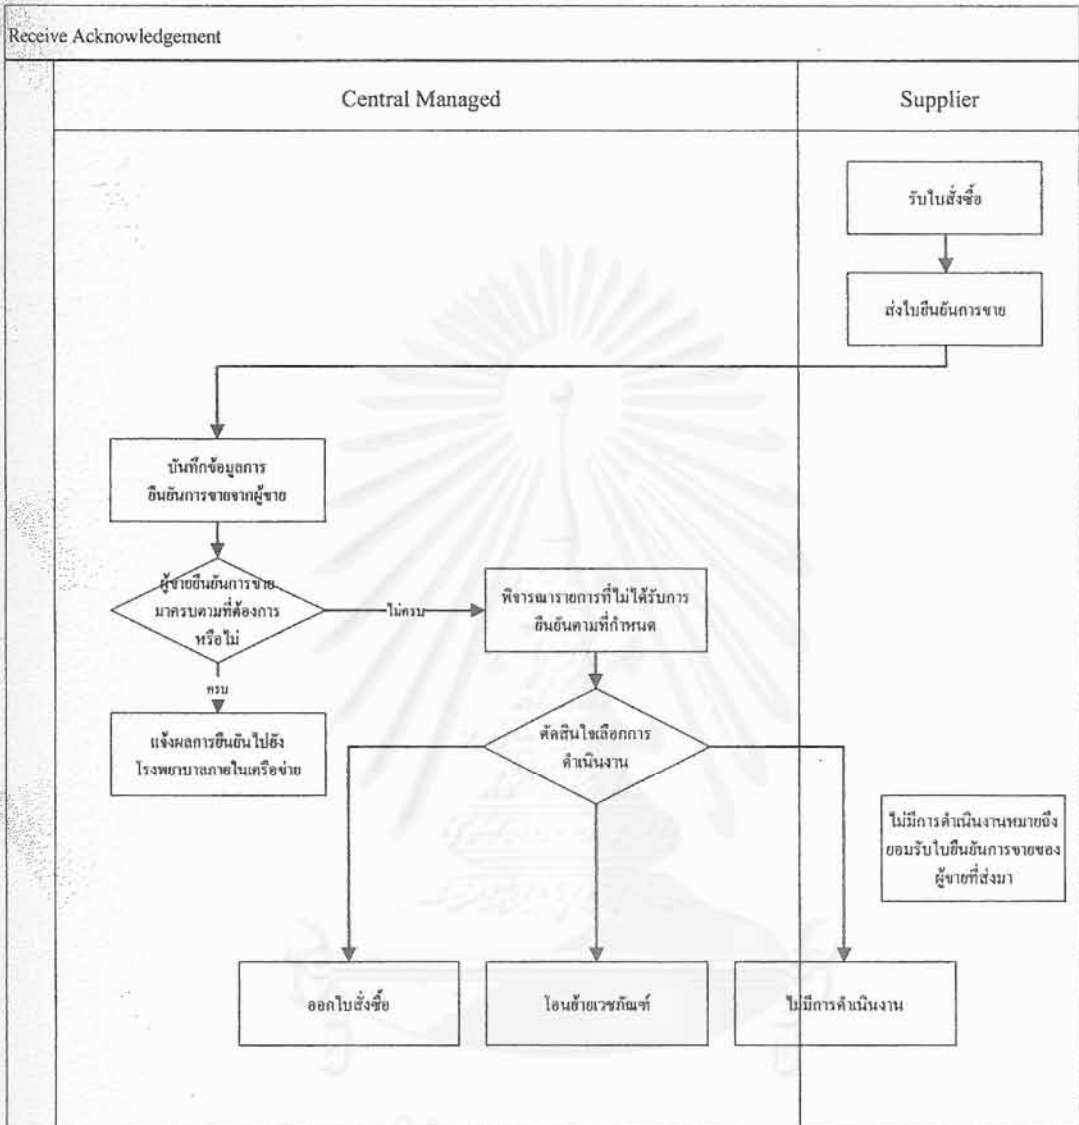 Receive Acknowledgement
Central Managed
Supplier
รับใบสั่งซื้อ
ส่งใบยืนยันการขาย
บันทึกข้อมูลการ
ยืนยันการขายจากผู้ขาย
ผู้ขายยืนยันการขาย
มาครบตามที่ต้องการ
หรือไม่
ไม่ครบ
พิจารณารายการที่ไม่ได้รับการ
ยืนยันตามที่กำหนด
ครบ
แจ้งผลการยืนยันไปยัง
โรงพยาบาลภายในเครือข่าย
ตัดสินใจเลือกการ
ดำเนินงาน
ไม่มีการดำเนินงานหมายถึง
ยอมรับใบยืนยันการขายของ
ผู้ขายที่ส่งมา
ออกใบสั่งซื้อ
โอนย้ายเวชภัณฑ์
ไม่มีการดำเนินงาน